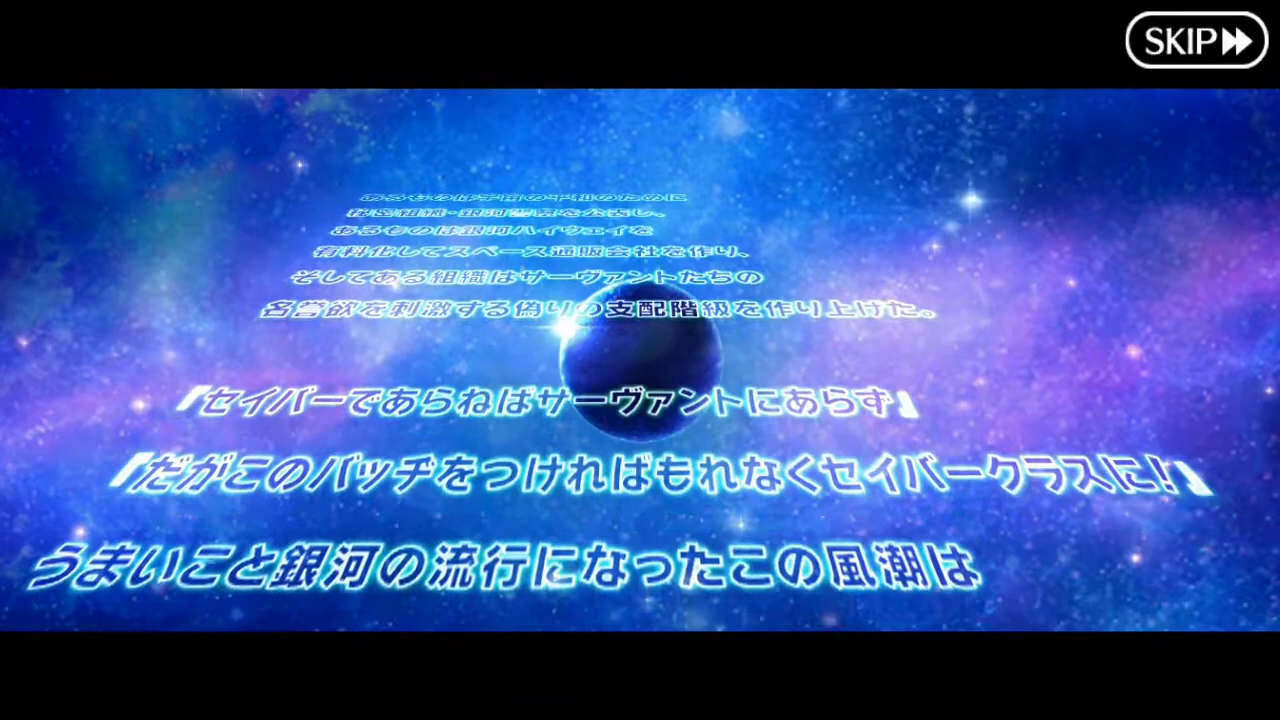 SKIP
あるものは宇宙の平和のために
秘密組織・銀河警察を公表し、
あるものは銀河ハイウェイを
有料化してスペース通販会社を作り、
そしてある組織はサーヴァントたちの
名誉欲を刺激する偽りの支配階級を作り上げた。
『セイバーであらねばサーヴァントにあらず』
『だがこのバッヂをつければもれなくセイバークラスに!』
うまいこと銀河の流行になったこの風潮は